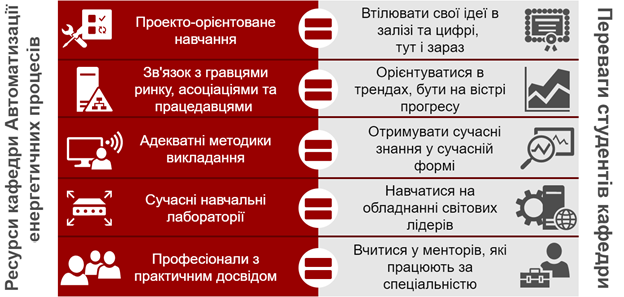 Ресурси кафедри Автоматизації
енергетичних процесів
Проекто-орієнтоване
навчання
Втілювати свої ідеї в
залізі та цифрі,
тут і зараз
Зв'язок з гравцями
ринку, асоціаціями та
працедавцями
Орієнтуватися в
трендах, бути на вістрі
прогресу
Адекватні методики
викладання
Отримувати сучасні
знання у сучасній
формі
Сучасні навчальні
лабораторії
Навчатися на
обладнанні світових
лідерів
Професіонали з
практичним досвідом
Вчитися у менторів, які
працюють за
спеціальністю
Переваги студентів кафедри